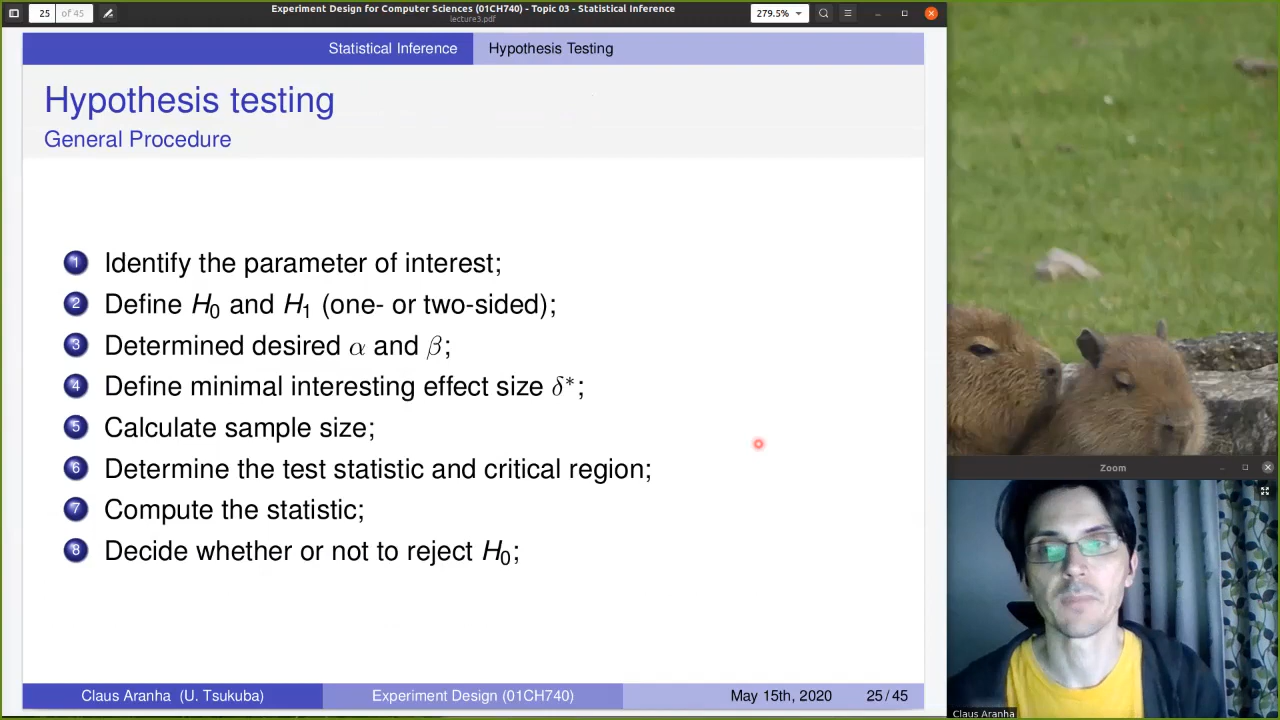 25 of 45
Experiment Design for Computer Sciences (01CH740) - Topic 03 - Statistical Inference
lecture3.pdf
279.5%
Statistical Inference
Hypothesis Testing
Hypothesis testing
General Procedure
1 Identify the parameter of interest;
2 Define H₀ and H₁ (one- or two-sided);
3 Determined desired α and β;
4 Define minimal interesting effect size δ*;
5 Calculate sample size;
6 Determine the test statistic and critical region;
7 Compute the statistic;
8 Decide whether or not to reject H₀;
Claus Aranha (U. Tsukuba)
Experiment Design (01CH740)
May 15th, 2020
25 / 45
Zoom
Claus Aranha